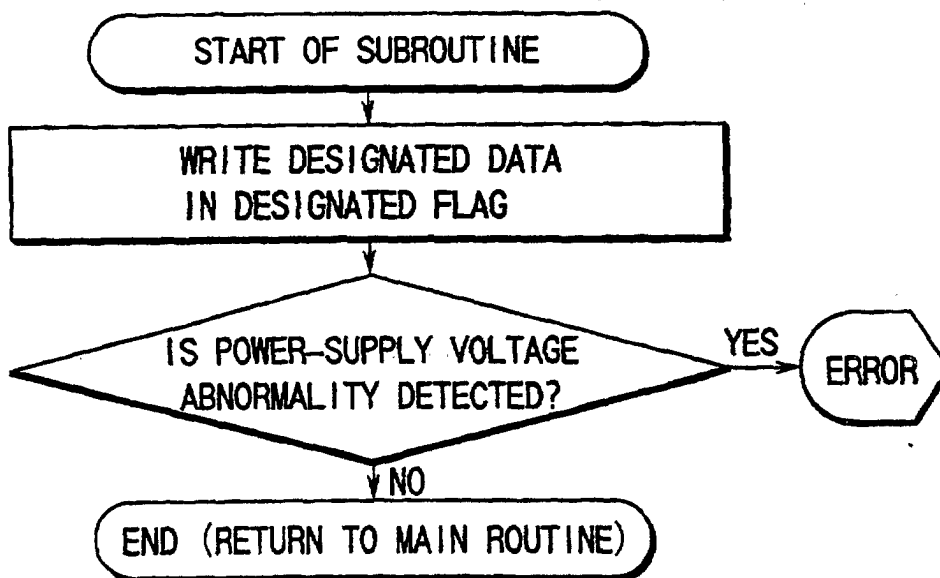 START OF SUBROUTINE
WRITE DESIGNATED DATA
IN DESIGNATED FLAG
IS POWER-SUPPLY VOLTAGE
ABNORMALITY DETECTED?
YES
ERROR
NO
END (RETURN TO MAIN ROUTINE)